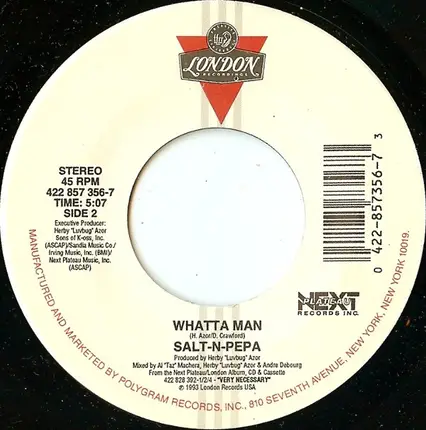 LONDON
RECORDINGS
STEREO
45 RPM
422 857 356-7
TIME: 5:07
SIDE 2
Executive Producer:
Herby "Luvbug" Azor
Sons of K-oss, Inc.
(ASCAP)/Sandia Music Co./
Irving Music, Inc. (BMI)/
Next Plateau Music, Inc.
(ASCAP)
0 422-857356-7 3
NEXT
PLATEAU
RECORDS INC.
WHATTA MAN
(H. Azor/D. Crawford)
SALT-N-PEPA
Produced by Herby "Luvbug" Azor
Mixed by Al "Taz" Machera, Herby "Luvbug" Azor & Andre Debourg
From the Next Plateau/London Album, CD & Cassette
422 828 392-1/2/4 - "VERY NECESSARY"
℗ 1993 London Records USA
MANUFACTURED AND MARKETED BY POLYGRAM RECORDS, INC., 810 SEVENTH AVENUE, NEW YORK, NEW YORK 10019.